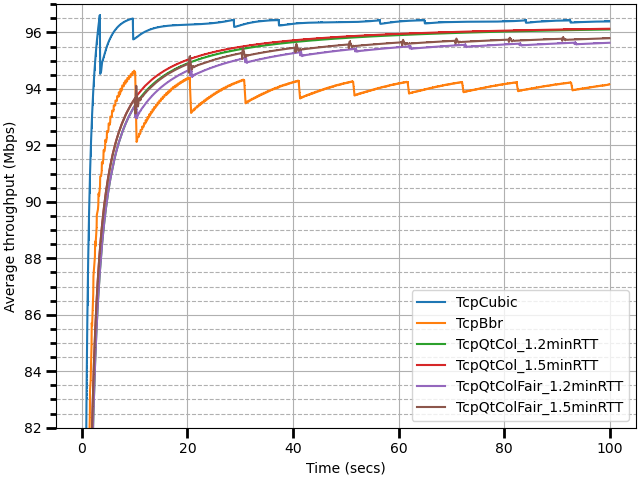 Average throughput (Mbps)
96
94
92
90
88
86
84
82
0 20 40 60 80 100
Time (secs)
TcpCubic
TcpBbr
TcpQtCol_1.2minRTT
TcpQtCol_1.5minRTT
TcpQtColFair_1.2minRTT
TcpQtColFair_1.5minRTT